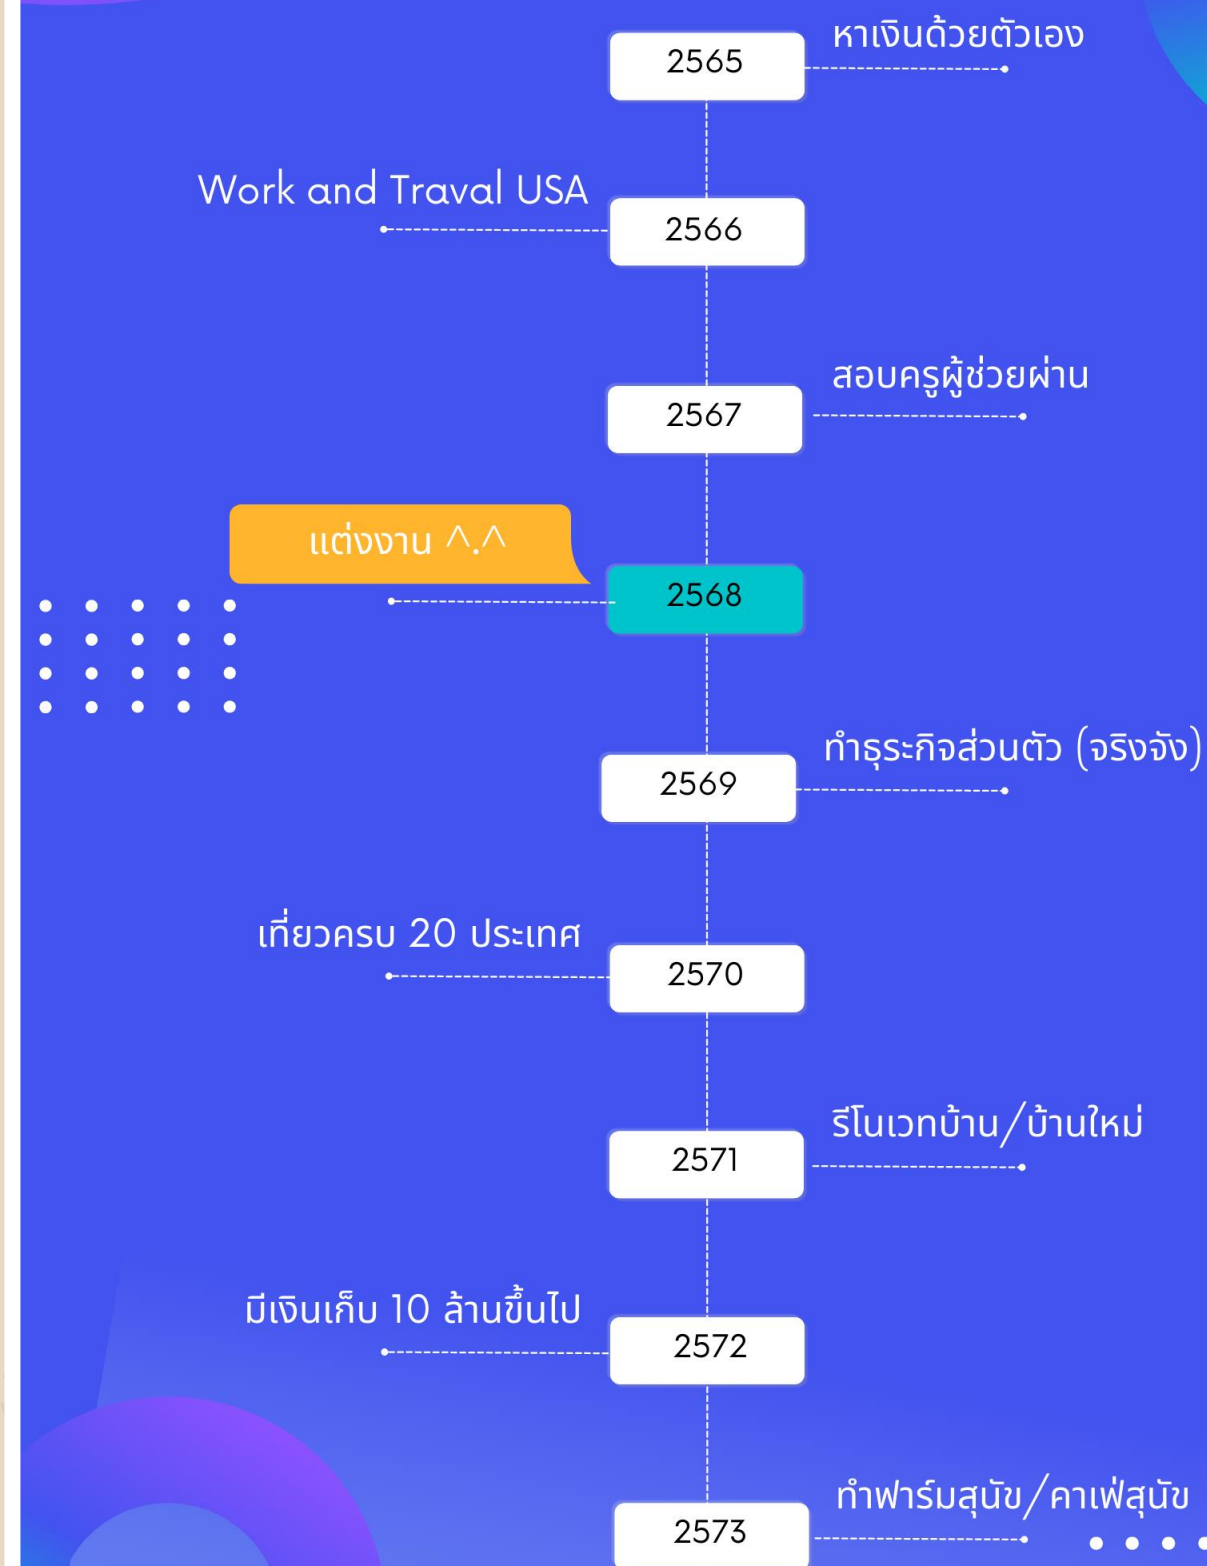 หาเงินด้วยตัวเอง
2565
Work and Traval USA
2566
สอบครูผู้ช่วยผ่าน
2567
แต่งงาน ^.^
2568
ทำธุระกิจส่วนตัว (จริงจัง)
2569
เที่ยวครบ 20 ประเทศ
2570
รีโนเวทบ้าน/บ้านใหม่
2571
มีเงินเก็บ 10 ล้านขึ้นไป
2572
ทำฟาร์มสุนัข/คาเฟ่สุนัข
2573